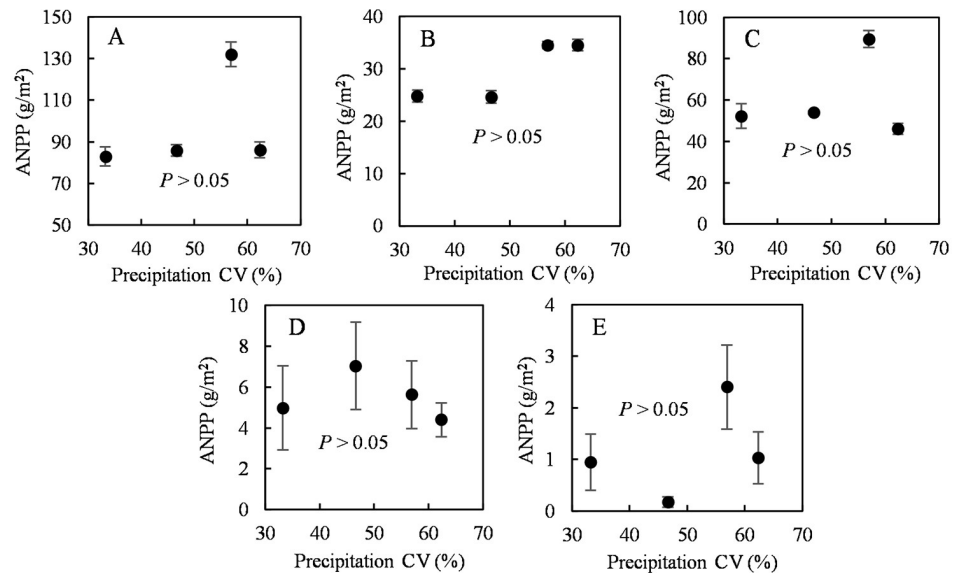 A
ANPP (g/m²)
150
130
110
90
70
50
P > 0.05
30 40 50 60 70
Precipitation CV (%)
B
ANPP (g/m²)
40
30
20
10
0
P > 0.05
30 40 50 60 70
Precipitation CV (%)
C
ANPP (g/m²)
100
80
60
40
20
0
P > 0.05
30 40 50 60 70
Precipitation CV (%)
D
ANPP (g/m²)
10
8
6
4
2
0
P > 0.05
30 40 50 60 70
Precipitation CV (%)
E
ANPP (g/m²)
4
3
2
1
0
P > 0.05
30 40 50 60 70
Precipitation CV (%)